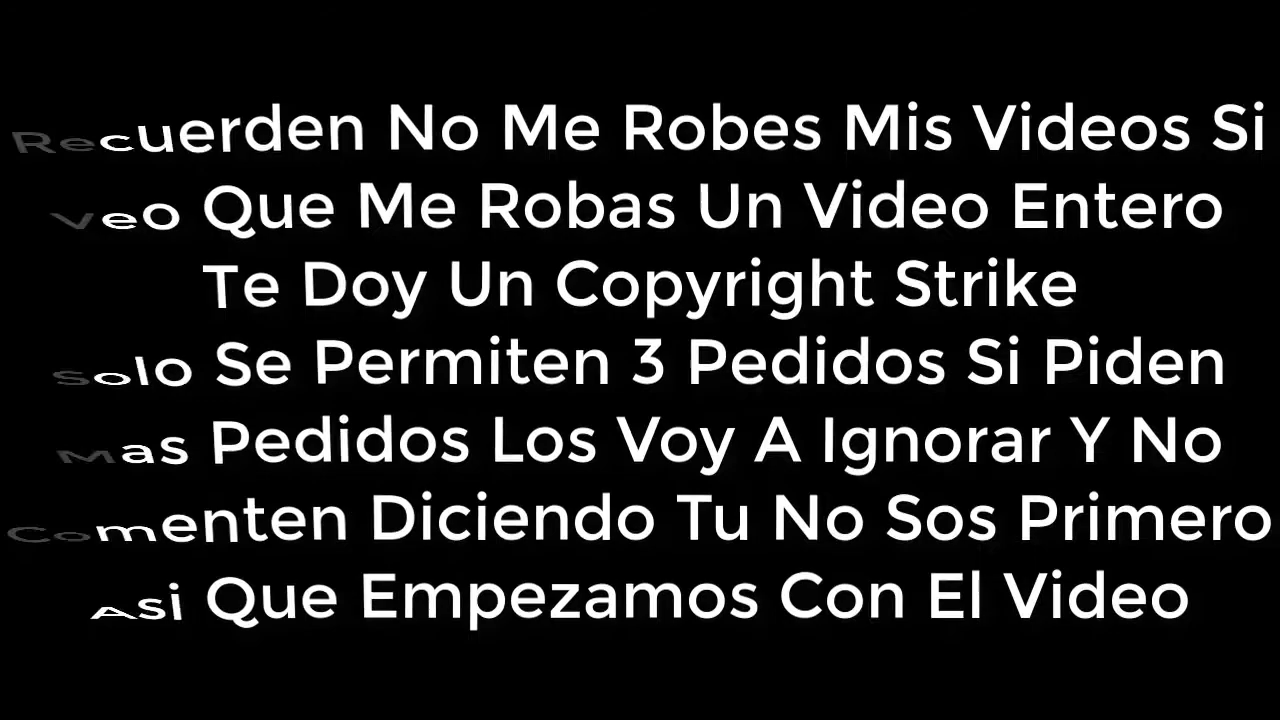 Recuerden No Me Robes Mis Videos Si
Veo Que Me Robas Un Video Entero
Te Doy Un Copyright Strike
Solo Se Permiten 3 Pedidos Si Piden
Mas Pedidos Los Voy A Ignorar Y No
Comenten Diciendo Tu No Sos Primero
Asi Que Empezamos Con El Video